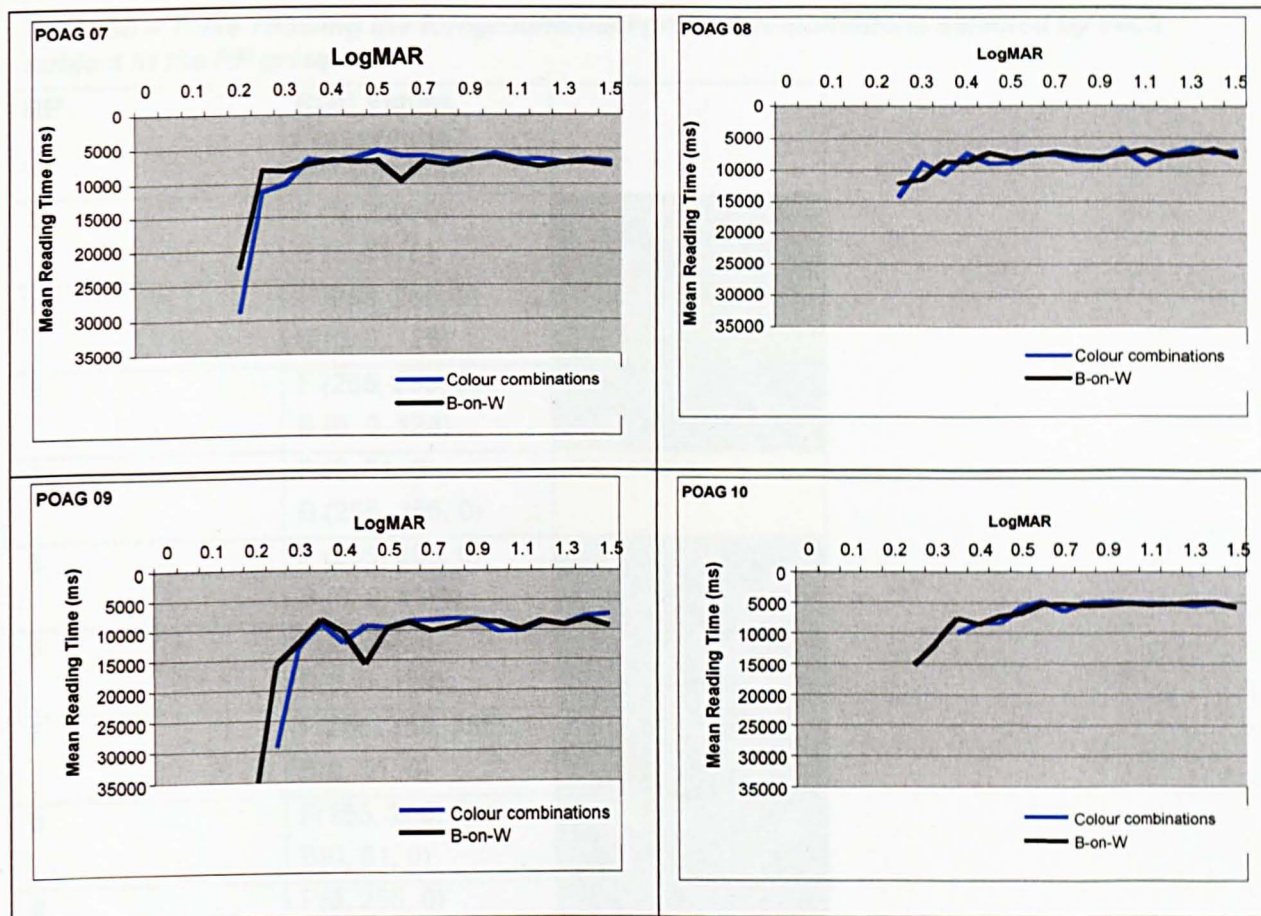 POAG 07
LogMAR
0 0.1 0.2 0.3 0.4 0.5 0.7 0.9 1.1 1.3 1.5
Mean Reading Time (ms)
0
5000
10000
15000
20000
25000
30000
35000
Colour combinations
B-on-W
POAG 08
LogMAR
0 0.1 0.2 0.3 0.4 0.5 0.7 0.9 1.1 1.3 1.5
Mean Reading Time (ms)
0
5000
10000
15000
20000
25000
30000
35000
Colour combinations
B-on-W
POAG 09
LogMAR
0 0.1 0.2 0.3 0.4 0.5 0.7 0.9 1.1 1.3 1.5
Mean Reading Time (ms)
0
5000
10000
15000
20000
25000
30000
35000
Colour combinations
B-on-W
POAG 10
LogMAR
0 0.1 0.2 0.3 0.4 0.5 0.7 0.9 1.1 1.3 1.5
Mean Reading Time (ms)
0
5000
10000
15000
20000
25000
30000
35000
Colour combinations
B-on-W